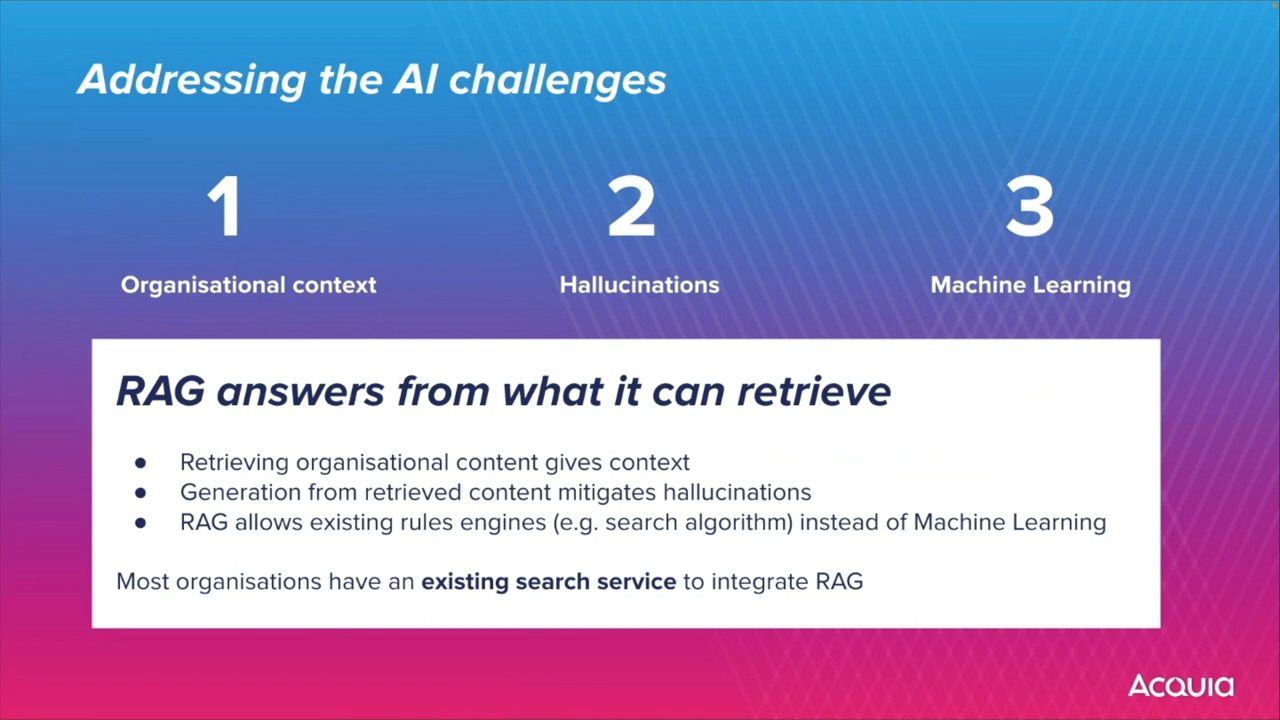 Addressing the AI challenges
1
2
3
Organisational context
Hallucinations
Machine Learning
RAG answers from what it can retrieve
● Retrieving organisational content gives context
● Generation from retrieved content mitigates hallucinations
● RAG allows existing rules engines (e.g. search algorithm) instead of Machine Learning
Most organisations have an existing search service to integrate RAG
ACQUIA